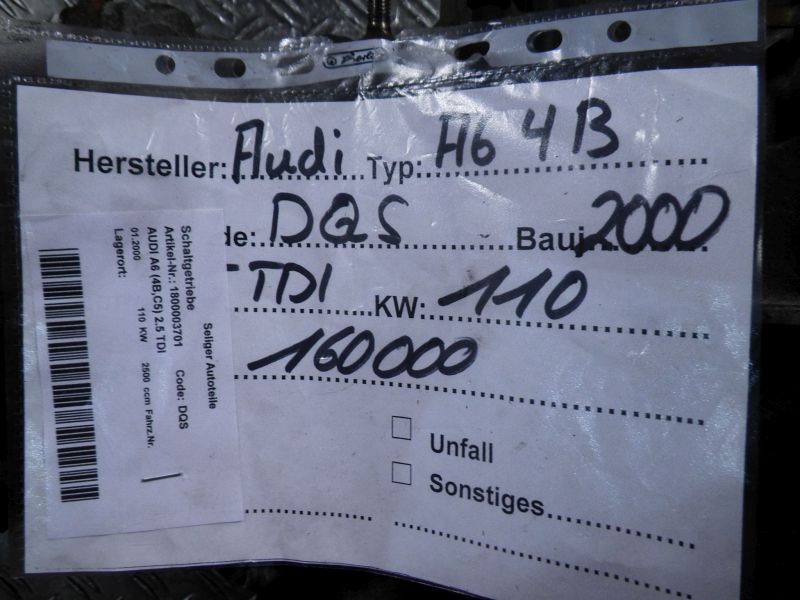 Hersteller: Audi Typ: A6 4B
de: DQS Bauj. 2000
TDI KW: 110
160000
Unfall
Sonstiges
Seliger Autoteile
Schaltgetriebe
Artikel-Nr.: 1800003701 Code: DQS
AUDI A6 (4B,C5) 2.5 TDI
01.2000 110 KW 2500 ccm Fahrz.Nr.
Lagerort: